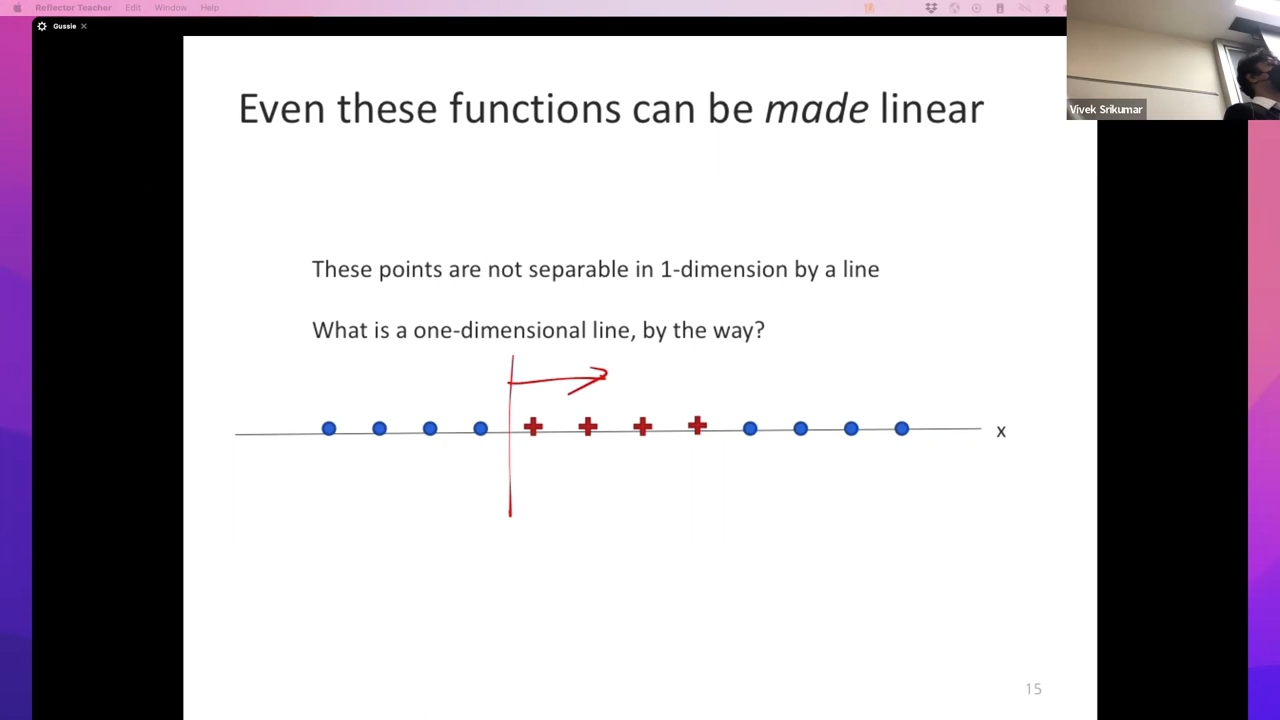 Reflector Teacher Edit Window Help
Gussie
Vivek Srikumar
Even these functions can be made linear
These points are not separable in 1-dimension by a line
What is a one-dimensional line, by the way?
x
15